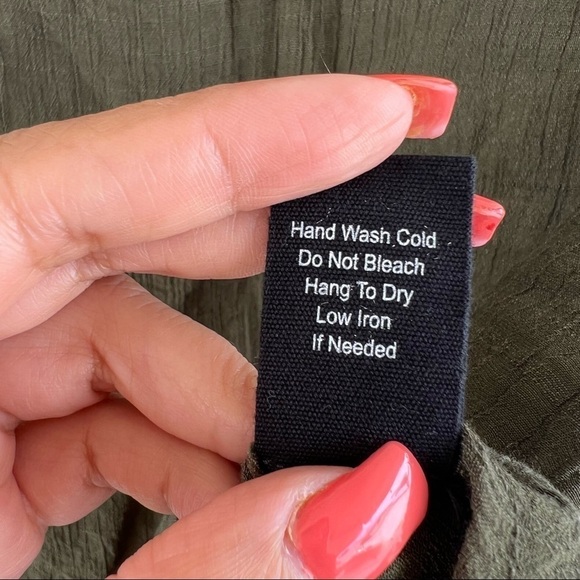 Hand Wash Cold
Do Not Bleach
Hang To Dry
Low Iron
If Needed